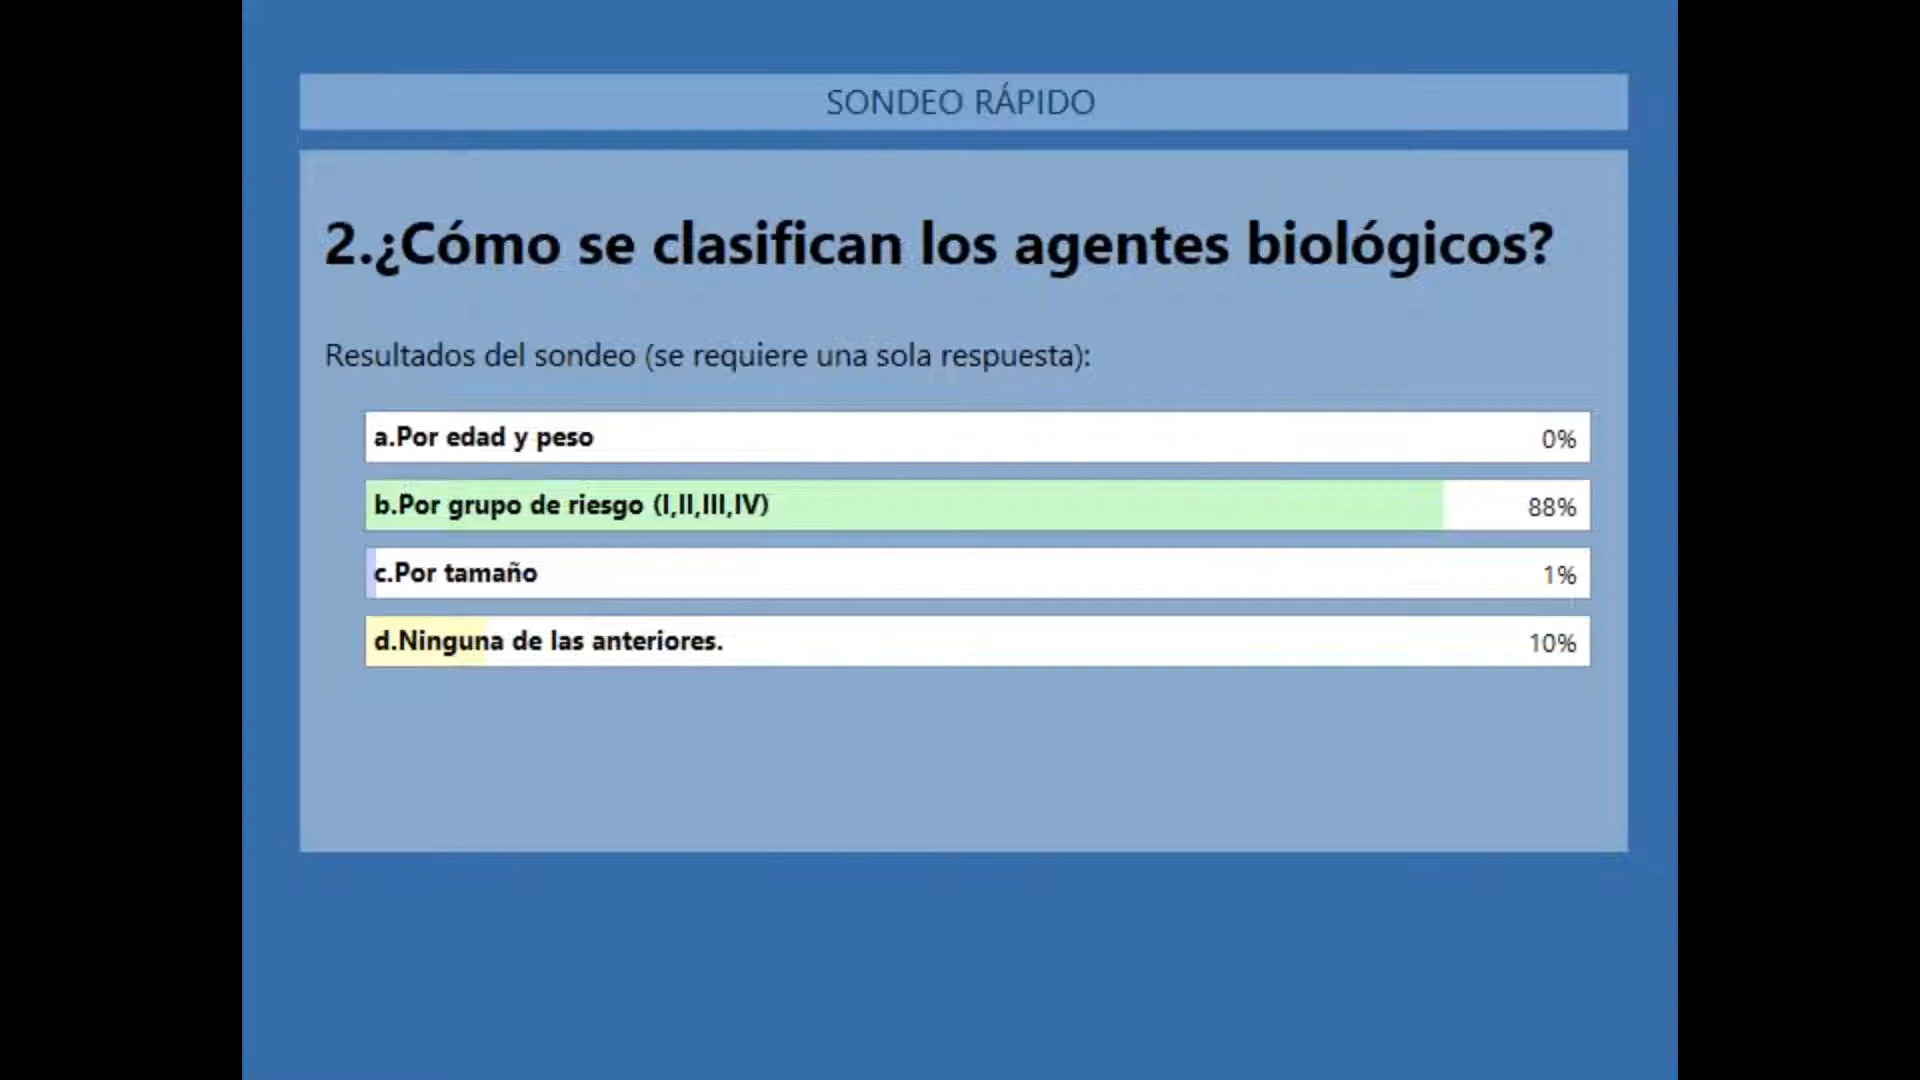 SONDEO RÁPIDO
2.¿Cómo se clasifican los agentes biológicos?
Resultados del sondeo (se requiere una sola respuesta):
a.Por edad y peso 0%
b.Por grupo de riesgo (I,II,III,IV) 88%
c.Por tamaño 1%
d.Ninguna de las anteriores. 10%